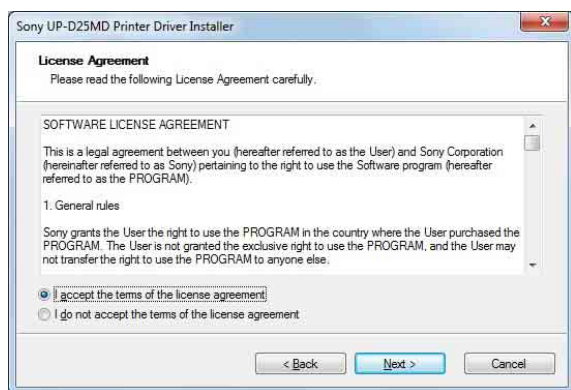 Sony UP-D25MD Printer Driver Installer
License Agreement
Please read the following License Agreement carefully.
SOFTWARE LICENSE AGREEMENT
This is a legal agreement between you (hereafter referred to as the User) and Sony Corporation
(hereinafter referred to as Sony) pertaining to the right to use the Software program (hereafter
referred to as the PROGRAM).
1. General rules
Sony grants the User the right to use the PROGRAM in the country where the User purchased the
PROGRAM. The User is not granted the exclusive right to use the PROGRAM, and the User may
not transfer the right to use the PROGRAM to anyone else.
I accept the terms of the license agreement
I do not accept the terms of the license agreement
< Back Next > Cancel